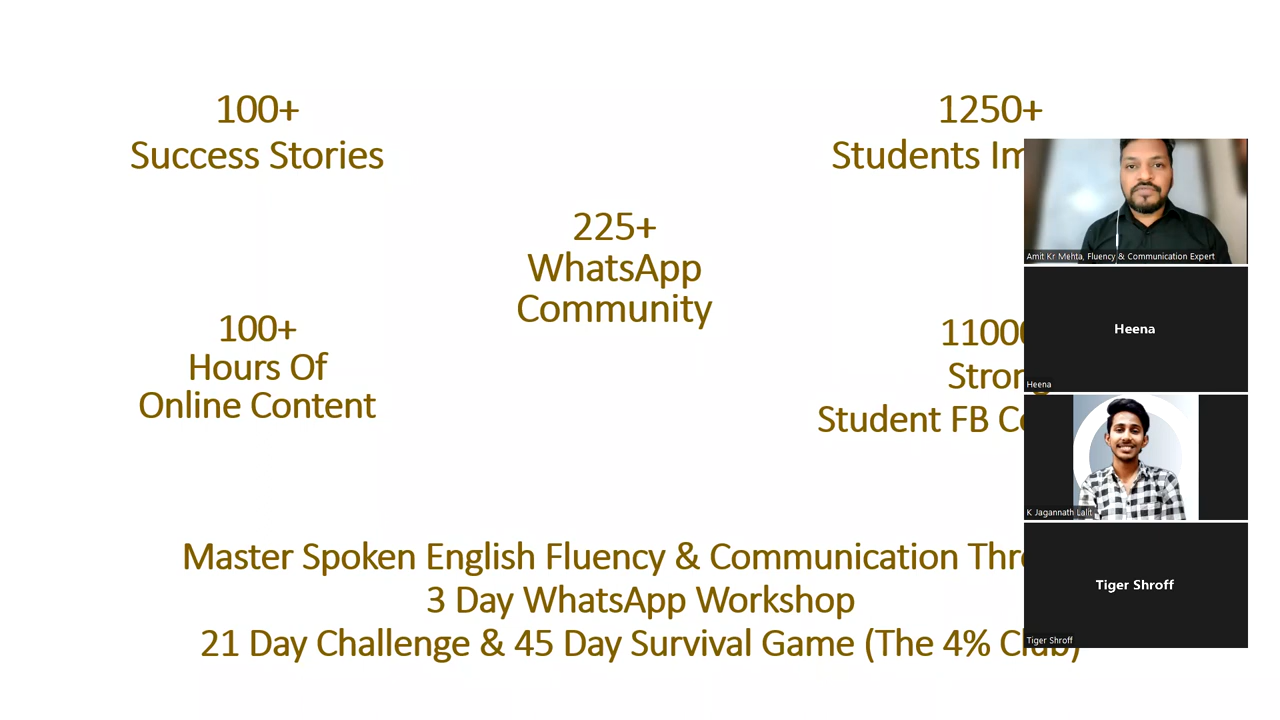 100+
Success Stories
1250+
Students
225+
WhatsApp
Community
100+
Hours Of
Online Content
Student FB
Master Spoken English Fluency & Communication
3 Day WhatsApp Workshop
21 Day Challenge & 45 Day Survival Game (The 4% Club)
Amit Kr Mehta, Fluency & Communication Expert
Heena
Heena
K Jagannath Lalit
Tiger Shroff
Tiger Shroff